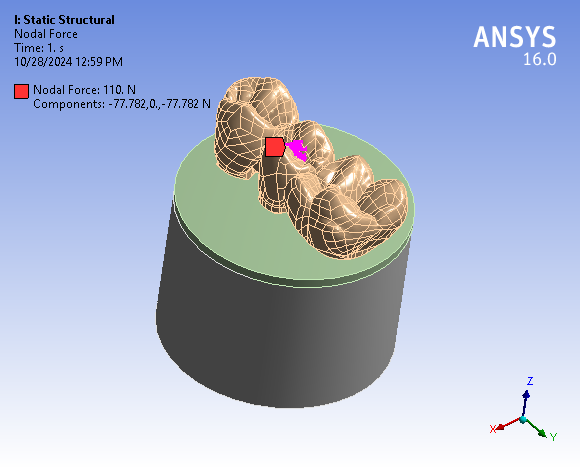 I: Static Structural
Nodal Force
Time: 1. s
10/28/2024 12:59 PM
Nodal Force: 110. N
Components: -77.782,0.,-77.782 N
ANSYS
16.0
Z
X
Y